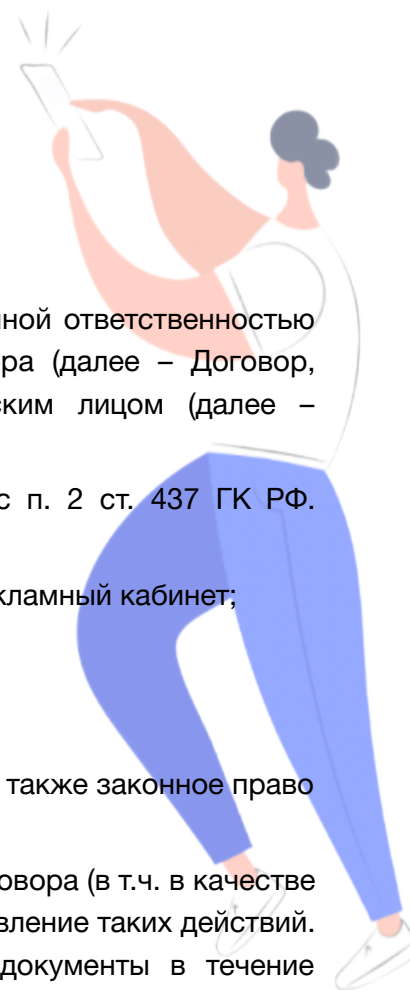 ной ответственностью
ра (далее – Договор,
ским лицом (далее –
с п. 2 ст. 437 ГК РФ.
кламный кабинет;
также законное право
овора (в т.ч. в качестве
вление таких действий.
документы в течение